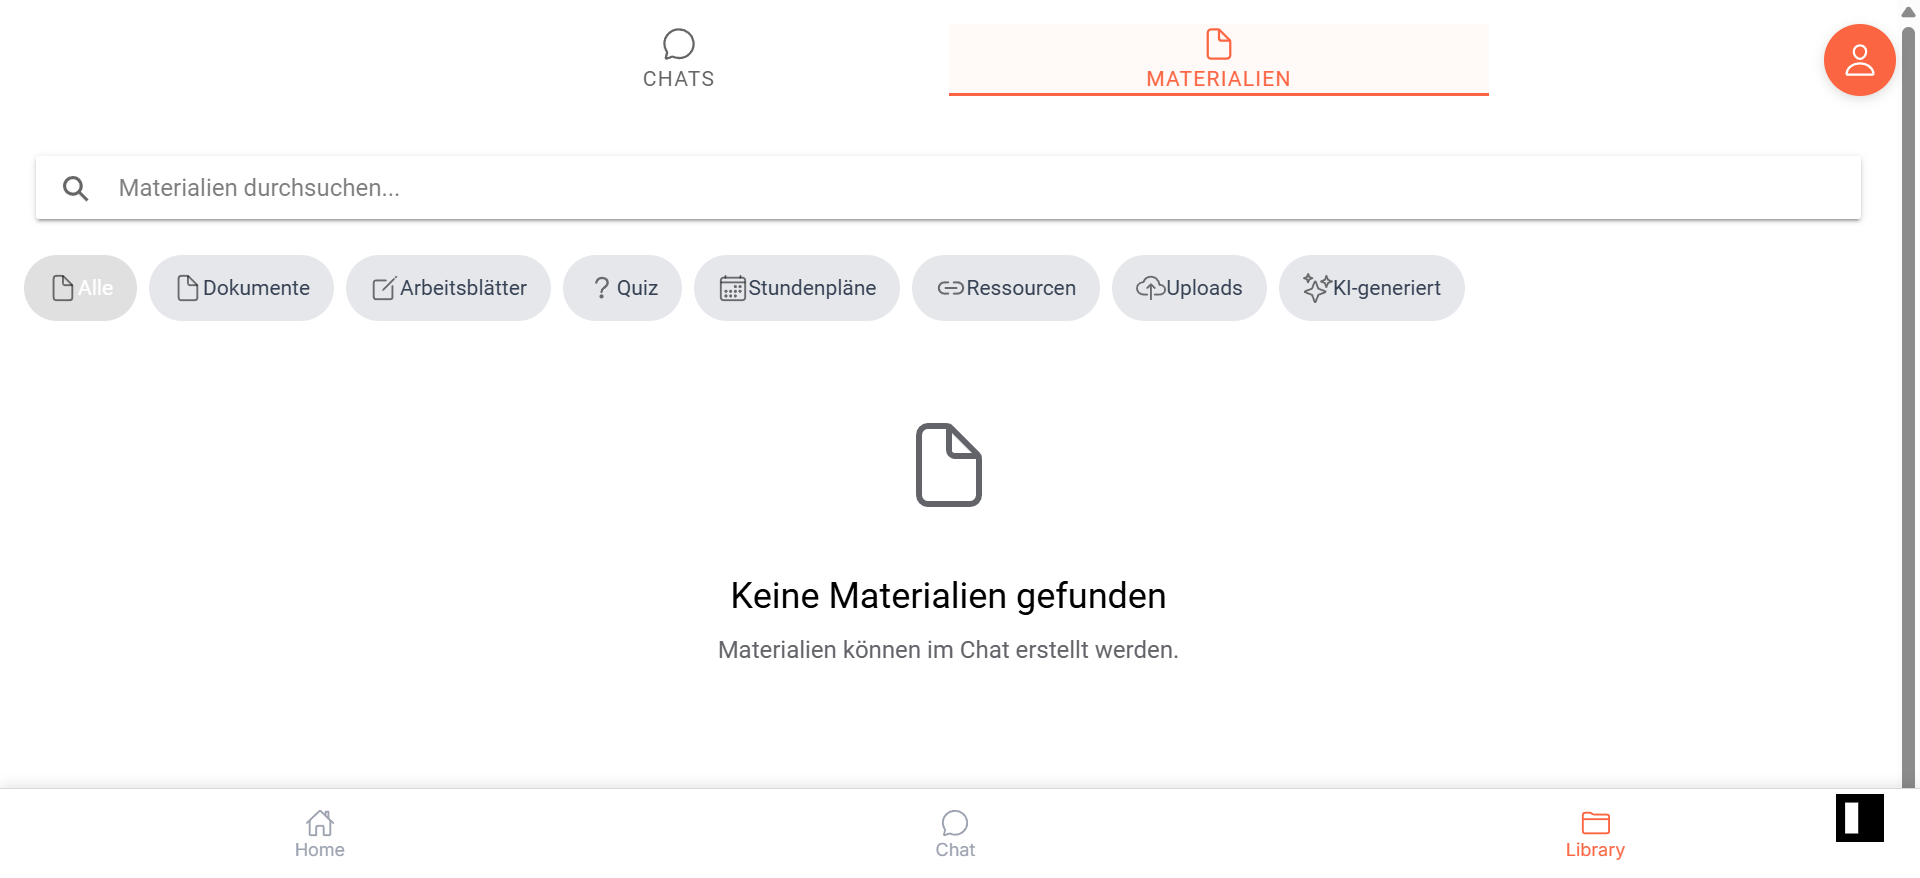 CHATS
MATERIALIEN
Materialien durchsuchen...
Alle
Dokumente
Arbeitsblätter
Quiz
Stundenpläne
Ressourcen
Uploads
KI-generiert
Keine Materialien gefunden
Materialien können im Chat erstellt werden.
Home
Chat
Library